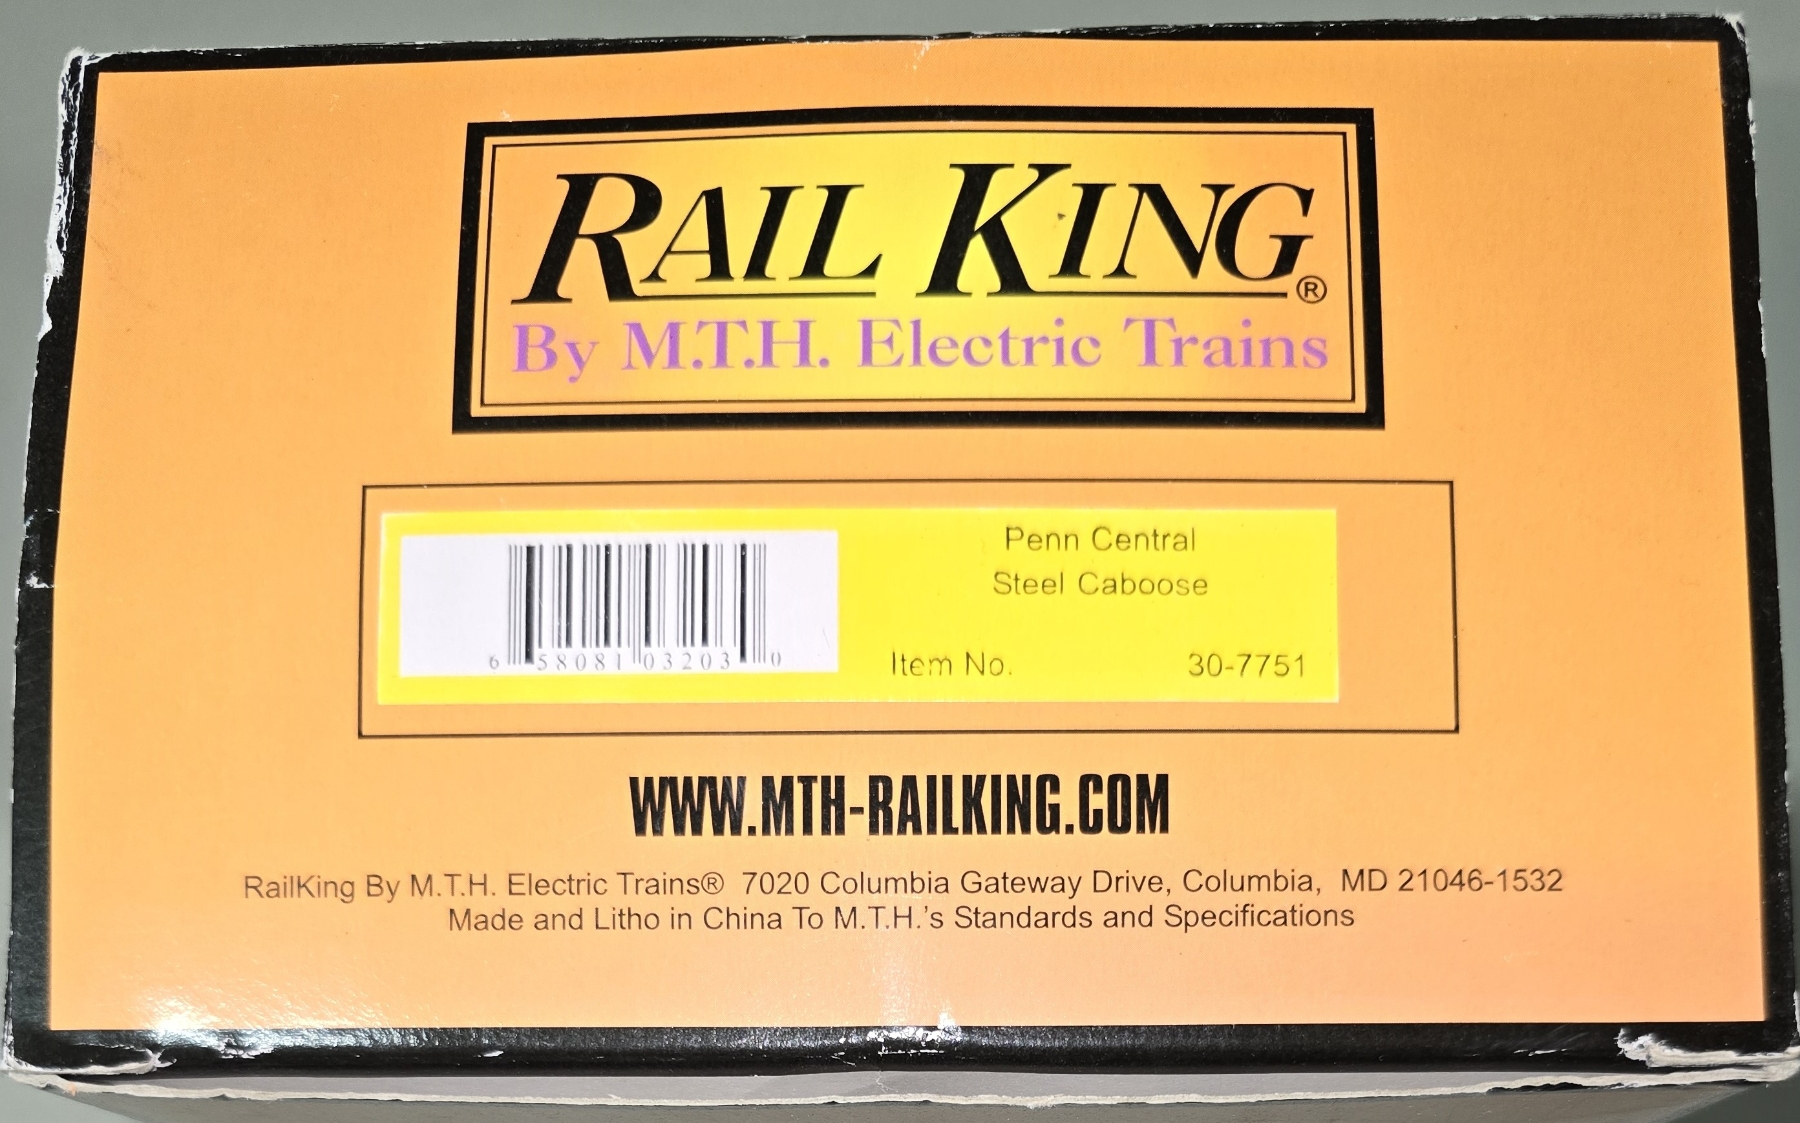 RAIL KING®
By M.T.H. Electric Trains
Penn Central
Steel Caboose
Item No. 30-7751
6 58081 03203 0
WWW.MTH-RAILKING.COM
RailKing By M.T.H. Electric Trains® 7020 Columbia Gateway Drive, Columbia, MD 21046-1532
Made and Litho in China To M.T.H.'s Standards and Specifications